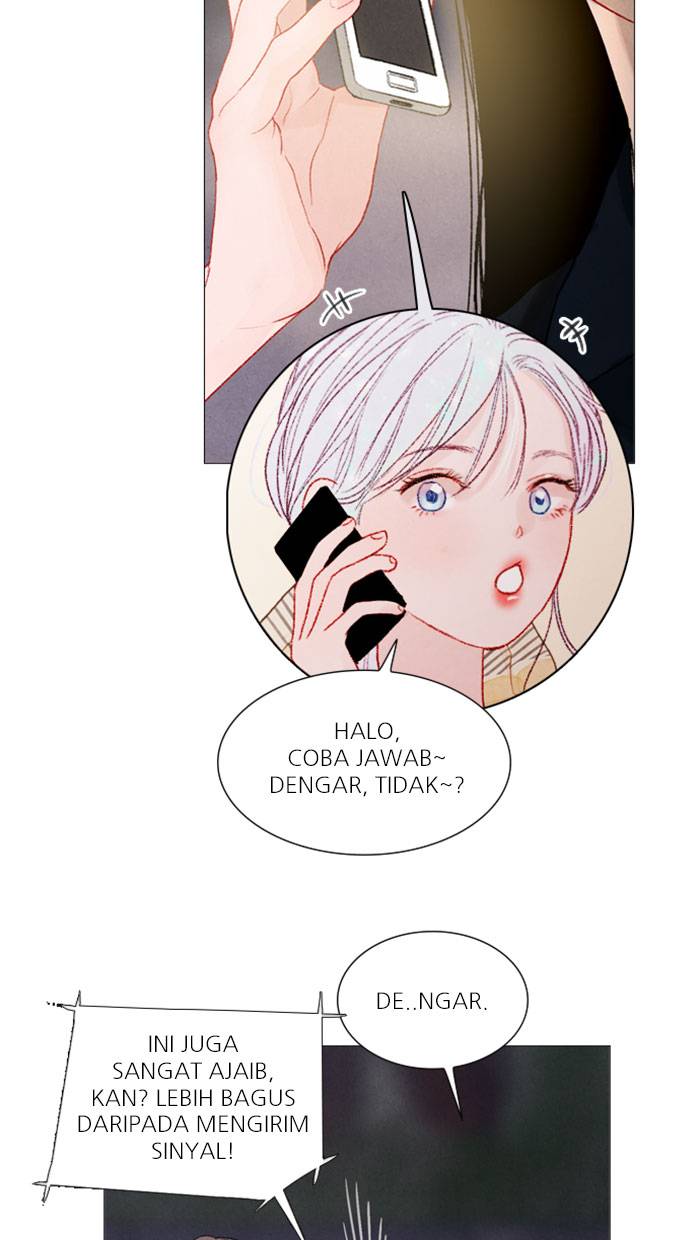 HALO,
COBA JAWAB~
DENGAR, TIDAK~?
DE..NGAR.
INI JUGA
SANGAT AJAIB,
KAN? LEBIH BAGUS
DARIPADA MENGIRIM
SINYAL!